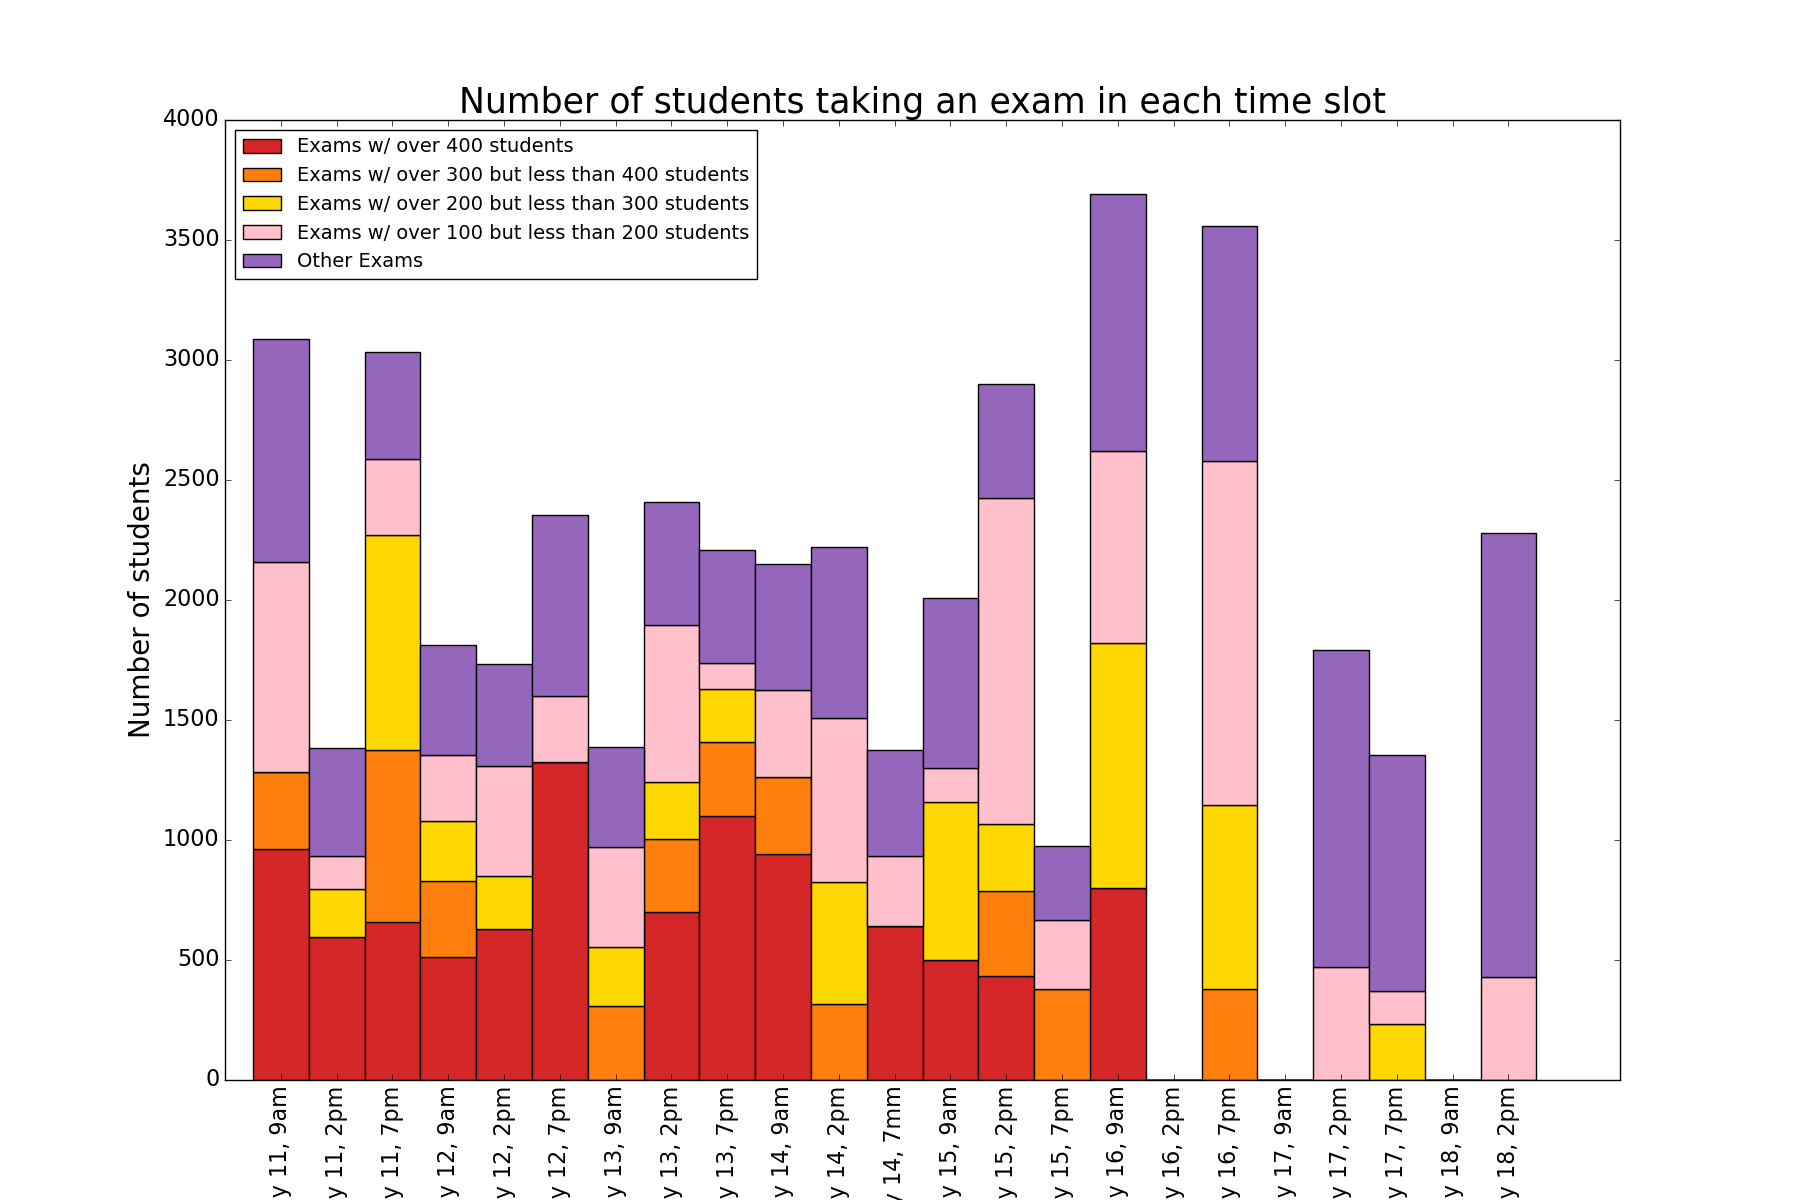 Number of students taking an exam in each time slot
Exams w/ over 400 students
Exams w/ over 300 but less than 400 students
Exams w/ over 200 but less than 300 students
Exams w/ over 100 but less than 200 students
Other Exams
Number of students
4000
3500
3000
2500
2000
1500
1000
500
0
y 11, 9am
y 11, 2pm
y 11, 7pm
y 12, 9am
y 12, 2pm
y 12, 7pm
y 13, 9am
y 13, 2pm
y 13, 7pm
y 14, 9am
y 14, 2pm
y 14, 7mm
y 15, 9am
y 15, 2pm
y 15, 7pm
y 16, 9am
y 16, 2pm
y 16, 7pm
y 17, 9am
y 17, 2pm
y 17, 7pm
y 18, 9am
y 18, 2pm